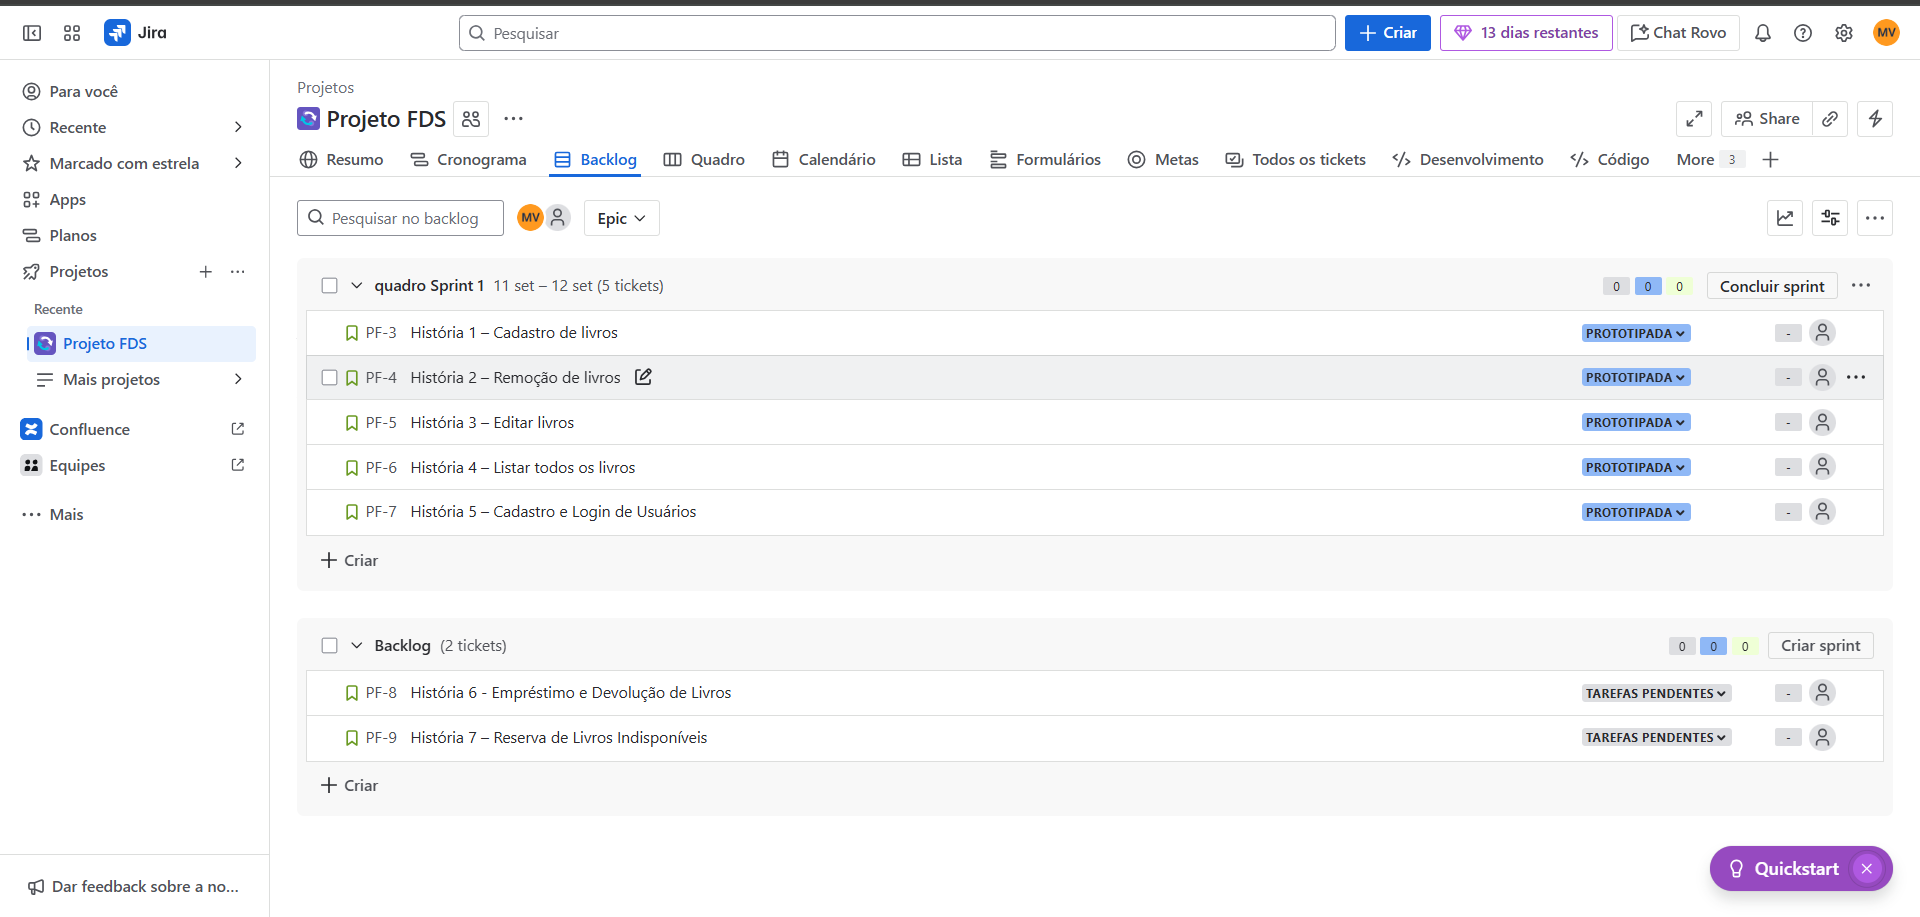 Jira
Pesquisar
Criar
13 dias restantes
Chat Rovo
MV
Para você
Recente
Marcado com estrela
Apps
Planos
Projetos
Recente
Projeto FDS
Mais projetos
Confluence
Equipes
Mais
Dar feedback sobre a no...
Projetos
Projeto FDS
Share
Resumo
Cronograma
Backlog
Quadro
Calendário
Lista
Formulários
Metas
Todos os tickets
Desenvolvimento
Código
More 3
Pesquisar no backlog
MV
Epic
quadro Sprint 1 11 set – 12 set (5 tickets)
0 0 0
Concluir sprint
PF-3 História 1 – Cadastro de livros PROTOTIPADA -
PF-4 História 2 – Remoção de livros PROTOTIPADA -
PF-5 História 3 – Editar livros PROTOTIPADA -
PF-6 História 4 – Listar todos os livros PROTOTIPADA -
PF-7 História 5 – Cadastro e Login de Usuários PROTOTIPADA -
Criar
Backlog (2 tickets)
0 0 0
Criar sprint
PF-8 História 6 - Empréstimo e Devolução de Livros TAREFAS PENDENTES -
PF-9 História 7 – Reserva de Livros Indisponíveis TAREFAS PENDENTES -
Criar
Quickstart